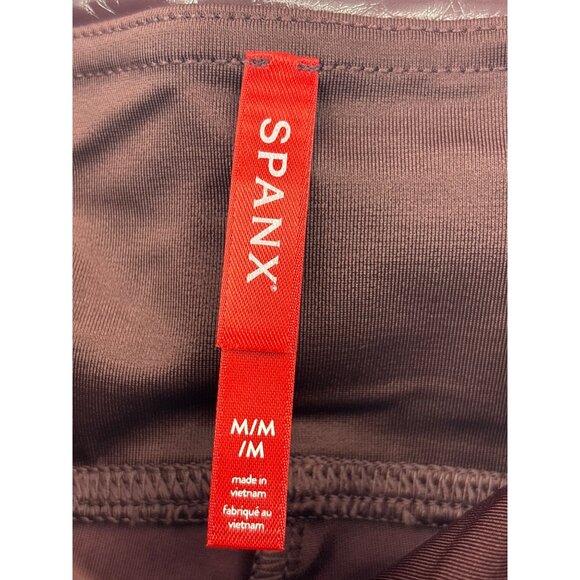 SPANX®
M/M
/M
made in
vietnam
fabriqué au
vietnam